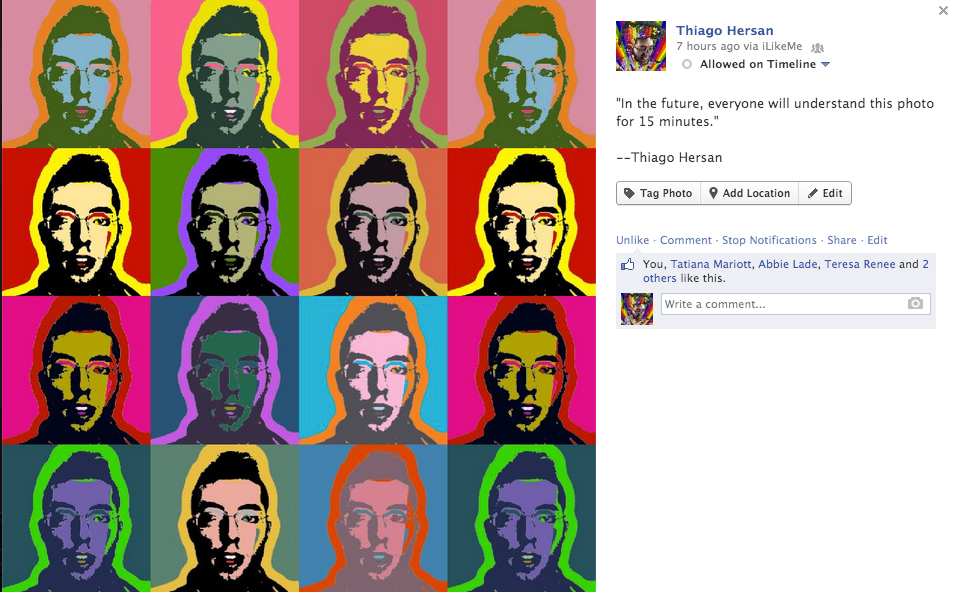 Thiago Hersan
7 hours ago via iLikeMe
Allowed on Timeline
"In the future, everyone will understand this photo
for 15 minutes."
--Thiago Hersan
Tag Photo Add Location Edit
Unlike · Comment · Stop Notifications · Share · Edit
You, Tatiana Mariott, Abbie Lade, Teresa Renee and 2
others like this.
Write a comment...